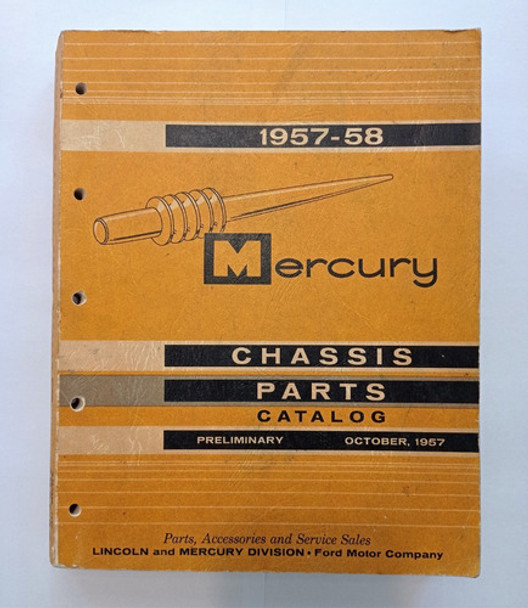 1957-58
Mercury
CHASSIS
PARTS
CATALOG
PRELIMINARY OCTOBER, 1957
Parts, Accessories and Service Sales
LINCOLN and MERCURY DIVISION • Ford Motor Company